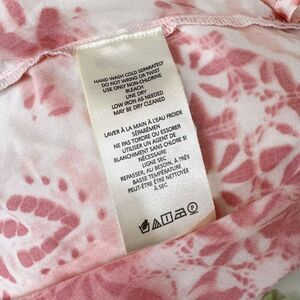 HAND WASH COLD SEPARATELY
DO NOT WRING OR TWIST
USE ONLY NON-CHLORINE
BLEACH
LINE DRY
LOW IRON AS NEEDED
MAY BE DRY CLEANED
LAVER À LA MAIN À L'EAU FROIDE
SÉPARÉMEN
NE PAS TORDRE OU ESSORER
UTILISER UN AGENT DE
BLANCHIMENT SANS CHLORE SI
NÉCESSAIRE
LIGNE SEC
REPASSER, AU BESOIN, À TRÈS
BASSE TEMPÉRATURE
PEUT-ÊTRE ÊTRE NETTOYÉE
À SEC
P